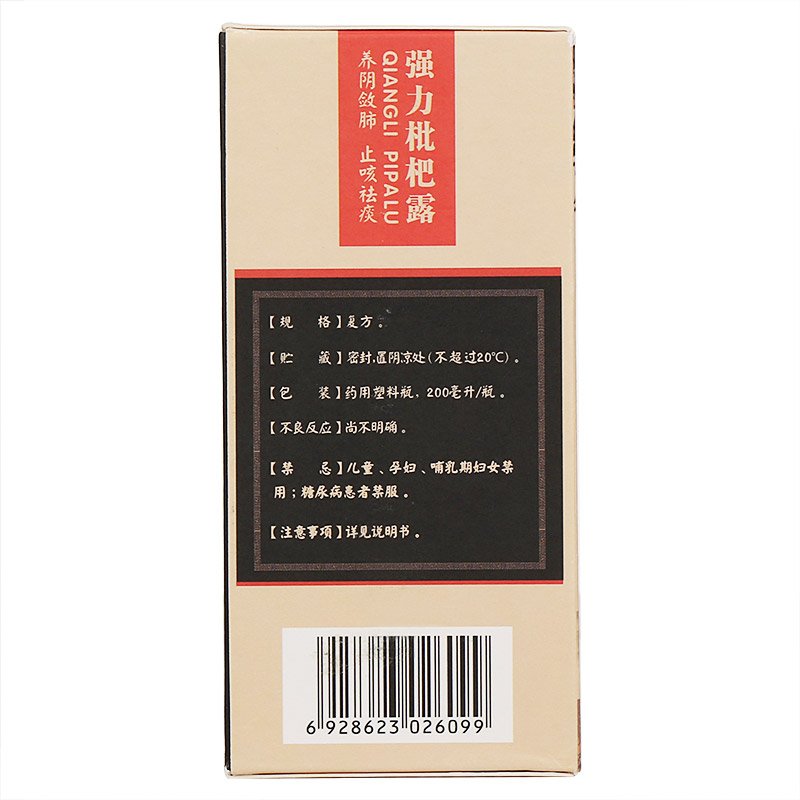 强力枇杷露
QIANGLI PIPALU
养阴敛肺 止咳祛痰
【规 格】复方。
【贮 藏】密封,置阴凉处(不超过20℃)。
【包 装】药用塑料瓶,200毫升/瓶。
【不良反应】尚不明确。
【禁 忌】儿童、孕妇、哺乳期妇女禁
用;糖尿病患者禁服。
【注意事项】详见说明书。
6 928623 026099